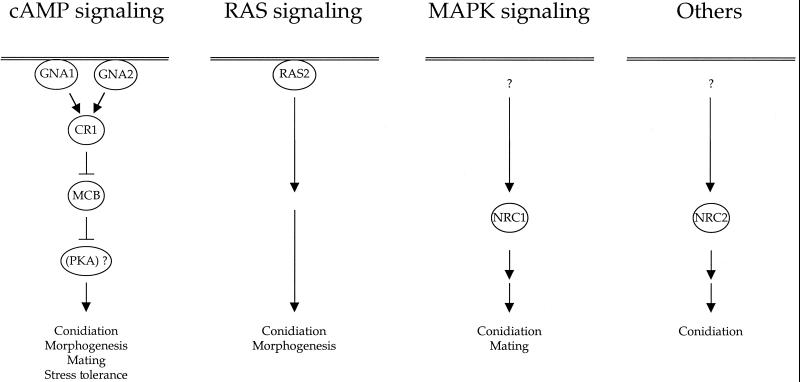 cAMP signaling
GNA1
GNA2
CR1
MCB
(PKA) ?
Conidiation
Morphogenesis
Mating
Stress tolerance
RAS signaling
RAS2
Conidiation
Morphogenesis
MAPK signaling
?
NRC1
Conidiation
Mating
Others
?
NRC2
Conidiation